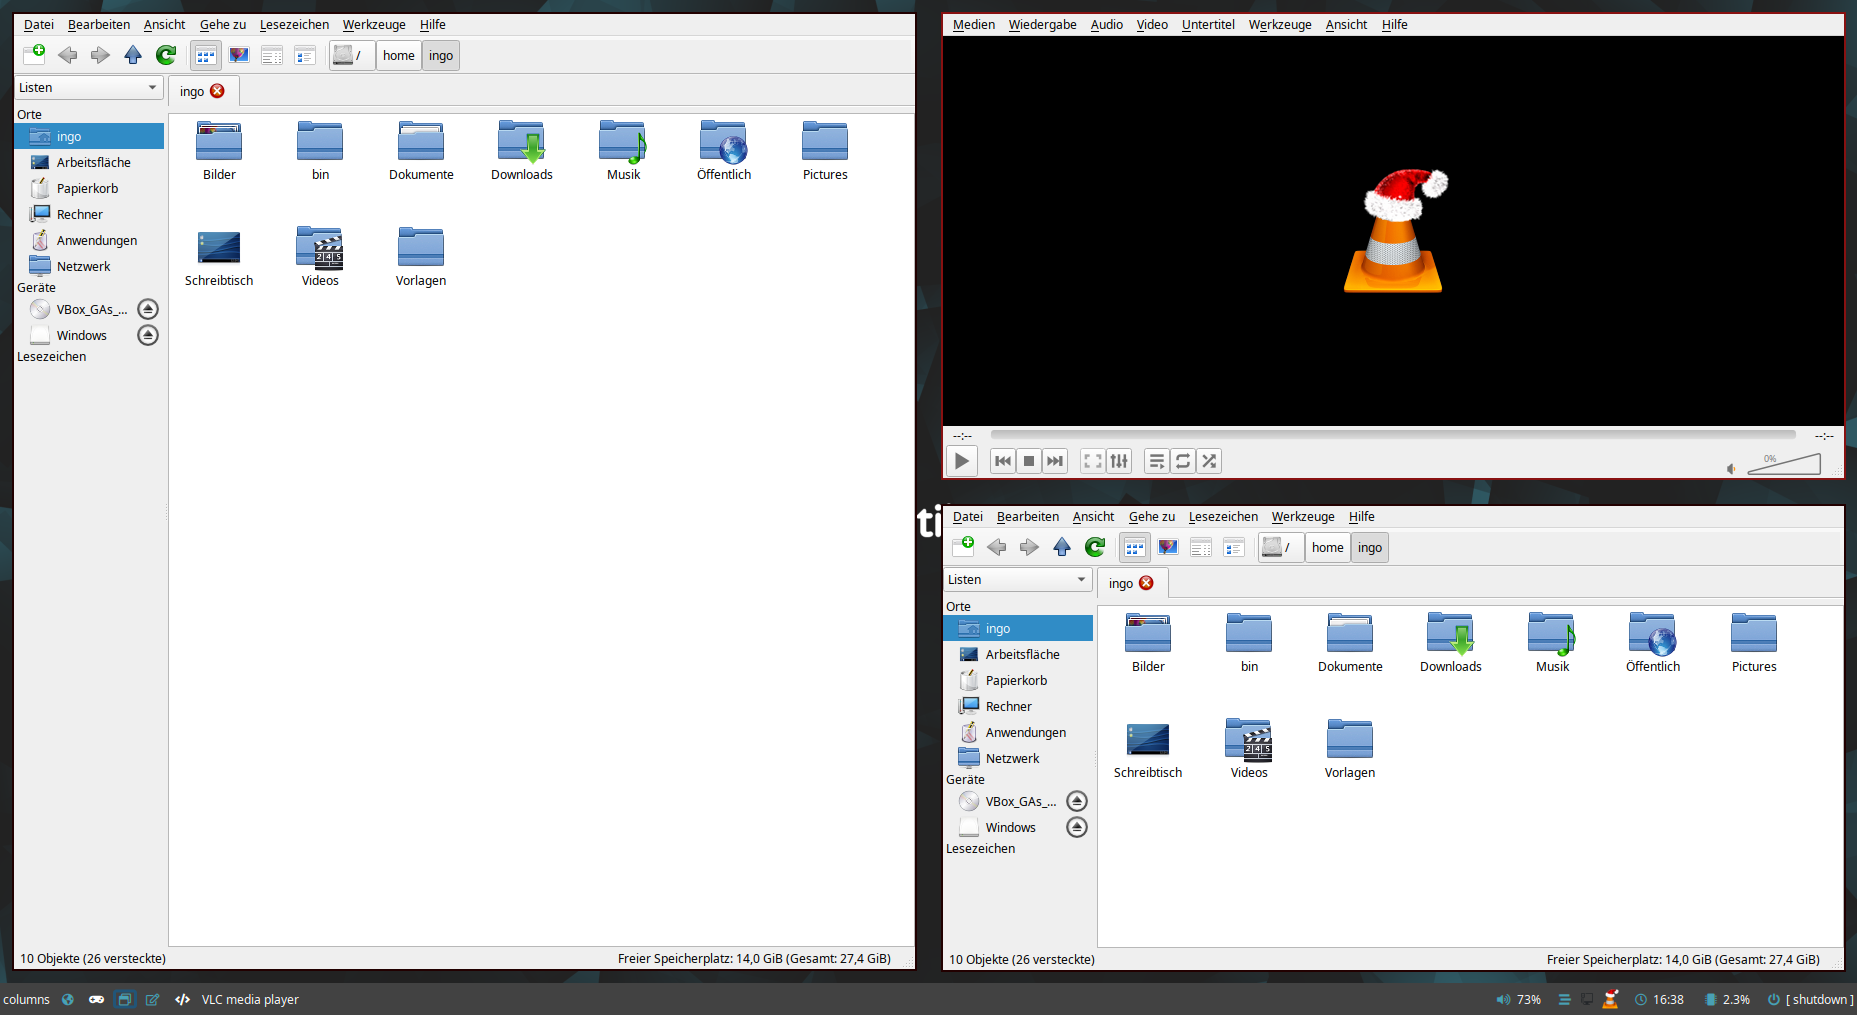 Datei Bearbeiten Ansicht Gehe zu Lesezeichen Werkzeuge Hilfe
/ home ingo
Listen
ingo
Orte
ingo
Arbeitsfläche
Papierkorb
Rechner
Anwendungen
Netzwerk
Geräte
VBox_GAs_...
Windows
Lesezeichen
Bilder bin Dokumente Downloads Musik Öffentlich Pictures
Schreibtisch Videos Vorlagen
10 Objekte (26 versteckte) Freier Speicherplatz: 14,0 GiB (Gesamt: 27,4 GiB)
Medien Wiedergabe Audio Video Untertitel Werkzeuge Ansicht Hilfe
--:-- --:--
0%
ti
Datei Bearbeiten Ansicht Gehe zu Lesezeichen Werkzeuge Hilfe
/ home ingo
Listen
ingo
Orte
ingo
Arbeitsfläche
Papierkorb
Rechner
Anwendungen
Netzwerk
Geräte
VBox_GAs_...
Windows
Lesezeichen
Bilder bin Dokumente Downloads Musik Öffentlich Pictures
Schreibtisch Videos Vorlagen
10 Objekte (26 versteckte) Freier Speicherplatz: 14,0 GiB (Gesamt: 27,4 GiB)
columns VLC media player 73% 16:38 2.3% [ shutdown ]